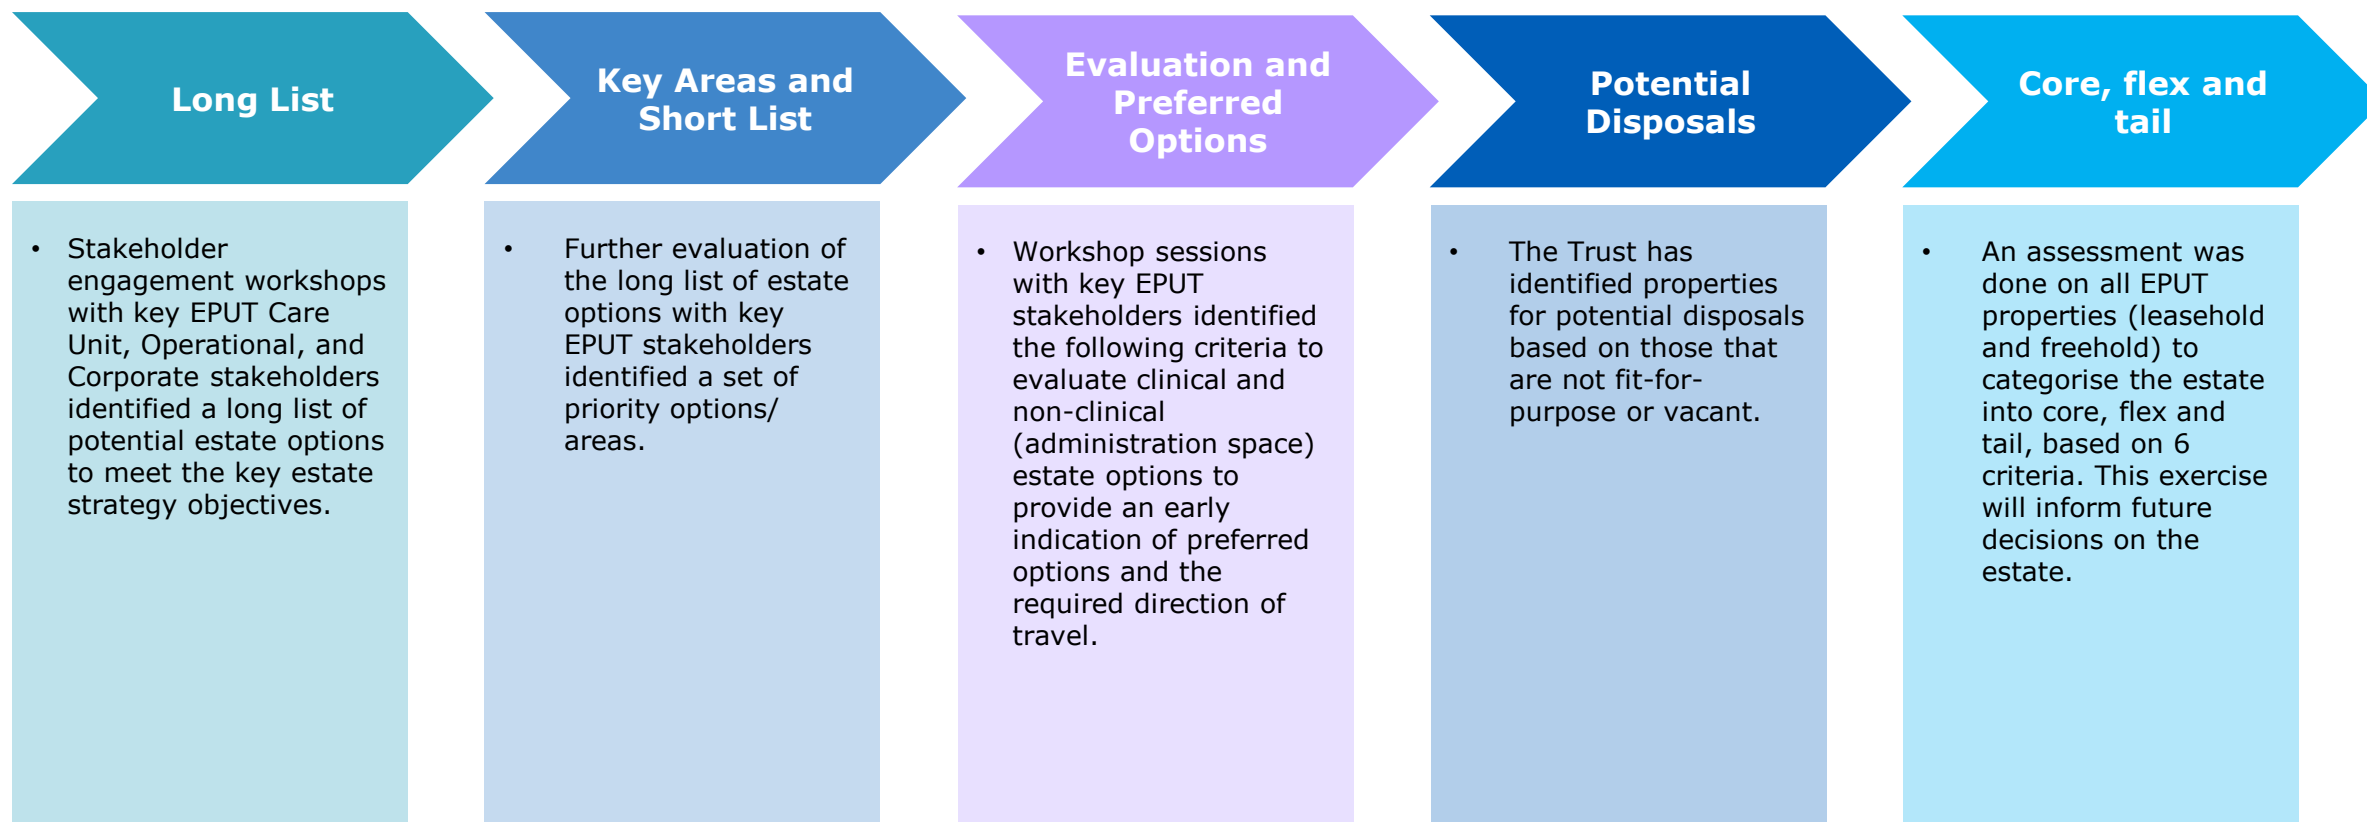 Long List
Key Areas and
Short List
Evaluation and
Preferred
Options
Potential
Disposals
Core, flex and
tail
• Stakeholder
engagement workshops
with key EPUT Care
Unit, Operational, and
Corporate stakeholders
identified a long list of
potential estate options
to meet the key estate
strategy objectives.
• Further evaluation of
the long list of estate
options with key
EPUT stakeholders
identified a set of
priority options/
areas.
• Workshop sessions
with key EPUT
stakeholders identified
the following criteria to
evaluate clinical and
non-clinical
(administration space)
estate options to
provide an early
indication of preferred
options and the
required direction of
travel.
• The Trust has
identified properties
for potential disposals
based on those that
are not fit-for-
purpose or vacant.
• An assessment was
done on all EPUT
properties (leasehold
and freehold) to
categorise the estate
into core, flex and
tail, based on 6
criteria. This exercise
will inform future
decisions on the
estate.